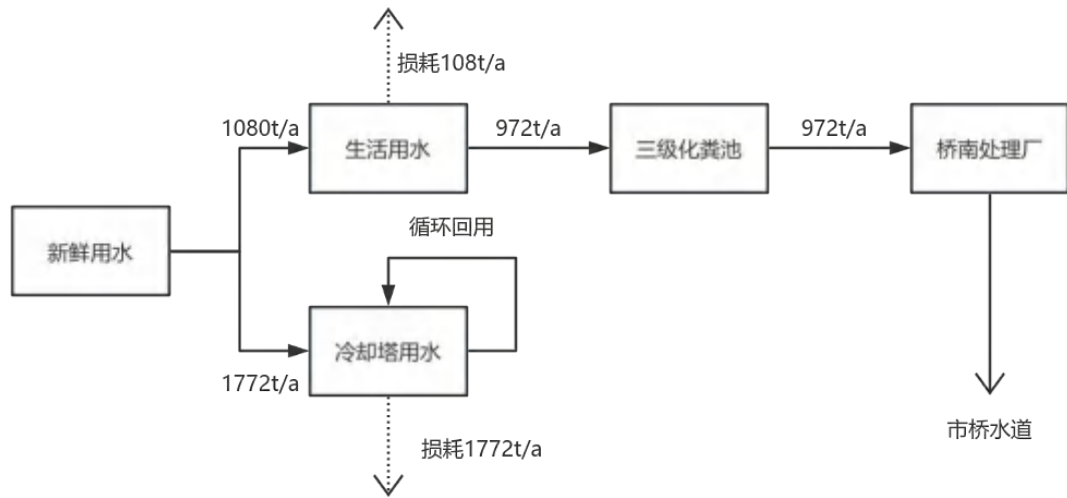 损耗108t/a
1080t/a
生活用水
972t/a
三级化粪池
972t/a
桥南处理厂
新鲜用水
循环回用
冷却塔用水
1772t/a
损耗1772t/a
市桥水道